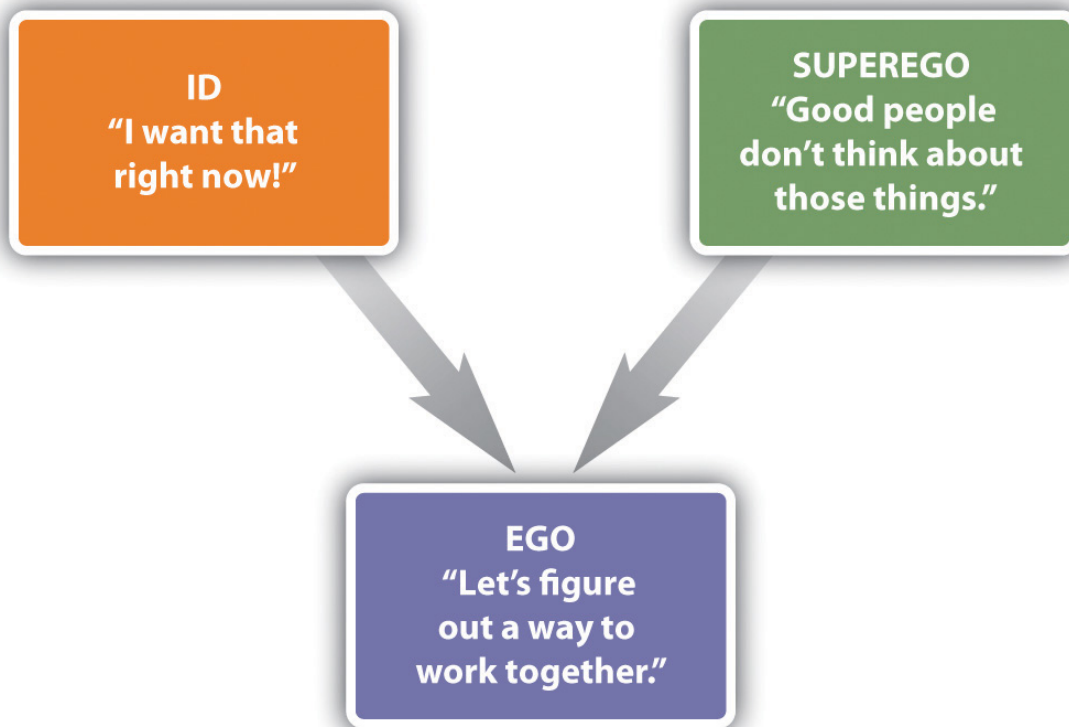 ID
“I want that
right now!”
SUPEREGO
“Good people
don’t think about
those things.”
EGO
“Let’s figure
out a way to
work together.”